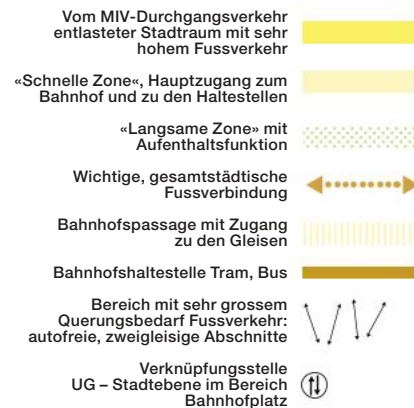 Vom MIV-Durchgangsverkehr
entlasteter Stadtraum mit sehr
hohem Fussverkehr
«Schnelle Zone«, Hauptzugang zum
Bahnhof und zu den Haltestellen
«Langsame Zone» mit
Aufenthaltsfunktion
Wichtige, gesamtstädtische
Fussverbindung
Bahnhofspassage mit Zugang
zu den Gleisen
Bahnhofshaltestelle Tram, Bus
Bereich mit sehr grossem
Querungsbedarf Fussverkehr:
autofreie, zweigleisige Abschnitte
Verknüpfungsstelle
UG – Stadtebene im Bereich
Bahnhofplatz